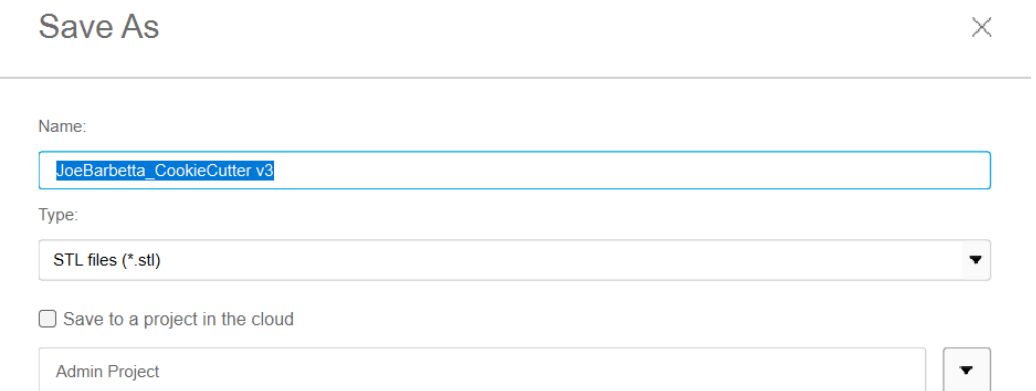 Save As
Name:
JoeBarbetta_CookieCutter v3
Type:
STL files (*.stl)
Save to a project in the cloud
Admin Project